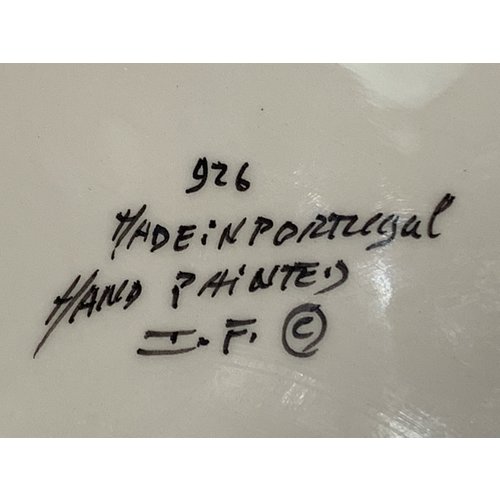 926
MADE iN PORTUgal
HAND PAiNTED
I.F. ©